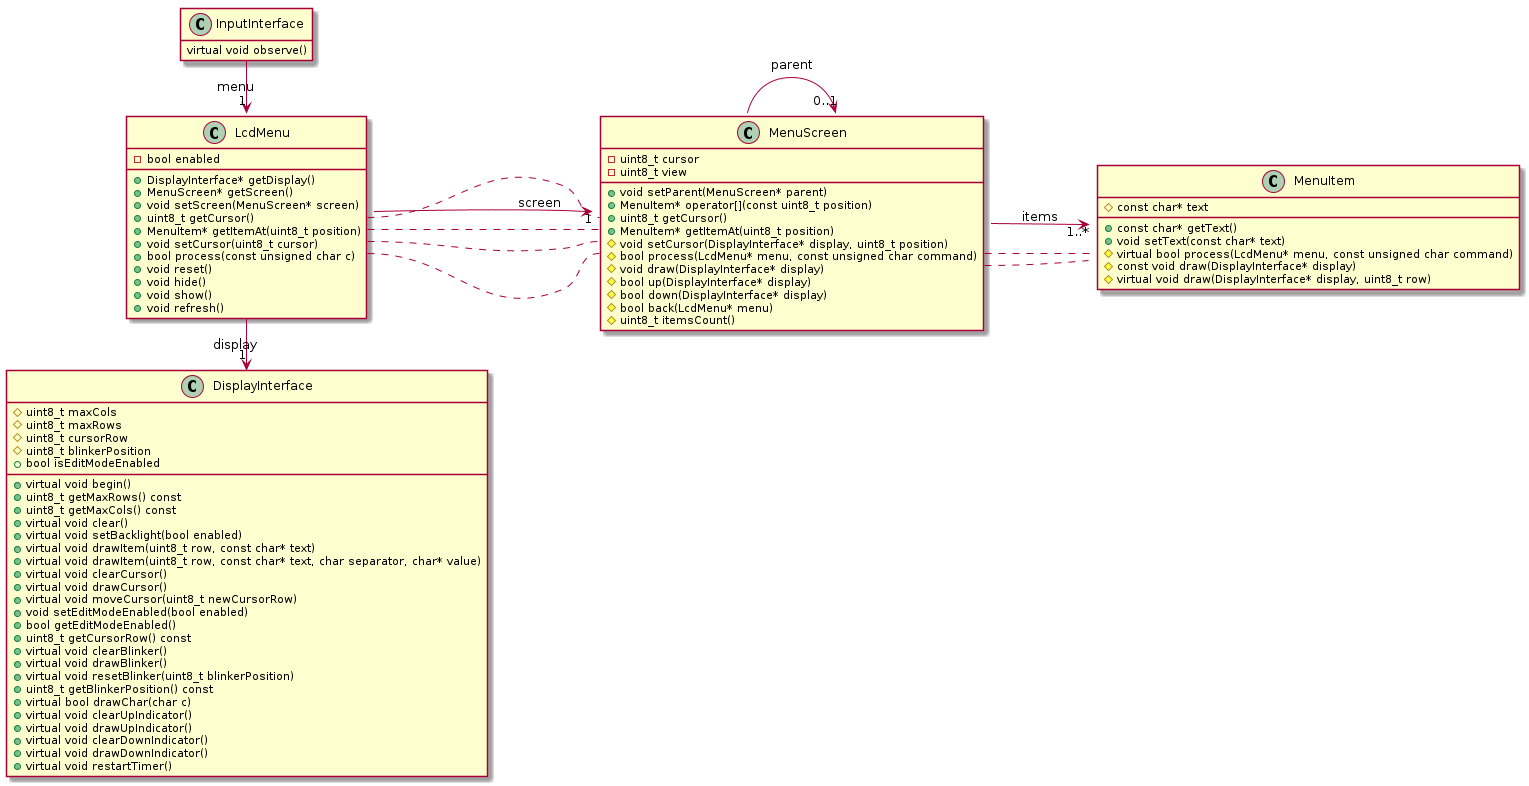 C InputInterface
virtual void observe()
menu
1
C LcdMenu
bool enabled
DisplayInterface* getDisplay()
MenuScreen* getScreen()
void setScreen(MenuScreen* screen)
uint8_t getCursor()
MenuItem* getItemAt(uint8_t position)
void setCursor(uint8_t cursor)
bool process(const unsigned char c)
void reset()
void hide()
void show()
void refresh()
screen
1
parent
0..1
C MenuScreen
uint8_t cursor
uint8_t view
void setParent(MenuScreen* parent)
MenuItem* operator[](const uint8_t position)
uint8_t getCursor()
MenuItem* getItemAt(uint8_t position)
void setCursor(DisplayInterface* display, uint8_t position)
bool process(LcdMenu* menu, const unsigned char command)
void draw(DisplayInterface* display)
bool up(DisplayInterface* display)
bool down(DisplayInterface* display)
bool back(LcdMenu* menu)
uint8_t itemsCount()
items
1..*
C MenuItem
const char* text
const char* getText()
void setText(const char* text)
virtual bool process(LcdMenu* menu, const unsigned char command)
const void draw(DisplayInterface* display)
virtual void draw(DisplayInterface* display, uint8_t row)
display
1
C DisplayInterface
uint8_t maxCols
uint8_t maxRows
uint8_t cursorRow
uint8_t blinkerPosition
bool isEditModeEnabled
virtual void begin()
uint8_t getMaxRows() const
uint8_t getMaxCols() const
virtual void clear()
virtual void setBacklight(bool enabled)
virtual void drawItem(uint8_t row, const char* text)
virtual void drawItem(uint8_t row, const char* text, char separator, char* value)
virtual void clearCursor()
virtual void drawCursor()
virtual void moveCursor(uint8_t newCursorRow)
void setEditModeEnabled(bool enabled)
bool getEditModeEnabled()
uint8_t getCursorRow() const
virtual void clearBlinker()
virtual void drawBlinker()
virtual void resetBlinker(uint8_t blinkerPosition)
uint8_t getBlinkerPosition() const
virtual bool drawChar(char c)
virtual void clearUpIndicator()
virtual void drawUpIndicator()
virtual void clearDownIndicator()
virtual void drawDownIndicator()
virtual void restartTimer()